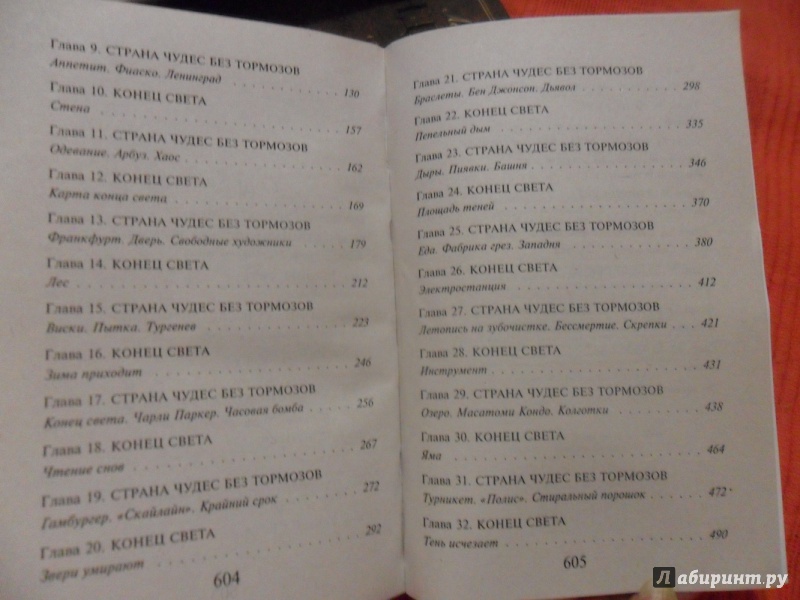 Глава 9. СТРАНА ЧУДЕС БЕЗ ТОРМОЗОВ
Аппетит. Фиаско. Ленинград . . . . . . . . . . . . 130
Глава 10. КОНЕЦ СВЕТА
Стена . . . . . . . . . . . . . . . . . . . . . . . . 157
Глава 11. СТРАНА ЧУДЕС БЕЗ ТОРМОЗОВ
Одевание. Арбуз. Хаос . . . . . . . . . . . . . . . 162
Глава 12. КОНЕЦ СВЕТА
Карта конца света . . . . . . . . . . . . . . . . . 169
Глава 13. СТРАНА ЧУДЕС БЕЗ ТОРМОЗОВ
Франкфурт. Дверь. Свободные художники . . . . . . 179
Глава 14. КОНЕЦ СВЕТА
Лес . . . . . . . . . . . . . . . . . . . . . . . . . 212
Глава 15. СТРАНА ЧУДЕС БЕЗ ТОРМОЗОВ
Виски. Пытка. Тургенев . . . . . . . . . . . . . . 223
Глава 16. КОНЕЦ СВЕТА
Зима приходит . . . . . . . . . . . . . . . . . . . 246
Глава 17. СТРАНА ЧУДЕС БЕЗ ТОРМОЗОВ
Конец света. Чарли Паркер. Часовая бомба . . . . . 256
Глава 18. КОНЕЦ СВЕТА
Чтение снов . . . . . . . . . . . . . . . . . . . . 267
Глава 19. СТРАНА ЧУДЕС БЕЗ ТОРМОЗОВ
Гамбургер. «Скайлайн». Крайний срок . . . . . . . 272
Глава 20. КОНЕЦ СВЕТА
Звери умирают . . . . . . . . . . . . . . . . . . . 292
604
Глава 21. СТРАНА ЧУДЕС БЕЗ ТОРМОЗОВ
Браслеты. Бен Джонсон. Дьявол . . . . . . . . . . 298
Глава 22. КОНЕЦ СВЕТА
Пепельный дым . . . . . . . . . . . . . . . . . . . 335
Глава 23. СТРАНА ЧУДЕС БЕЗ ТОРМОЗОВ
Дыры. Пиявки. Башня . . . . . . . . . . . . . . . . 346
Глава 24. КОНЕЦ СВЕТА
Площадь теней . . . . . . . . . . . . . . . . . . . 370
Глава 25. СТРАНА ЧУДЕС БЕЗ ТОРМОЗОВ
Еда. Фабрика грез. Западня . . . . . . . . . . . . 380
Глава 26. КОНЕЦ СВЕТА
Электростанция . . . . . . . . . . . . . . . . . . 412
Глава 27. СТРАНА ЧУДЕС БЕЗ ТОРМОЗОВ
Летопись на зубочистке. Бессмертие. Скрепки . . . 421
Глава 28. КОНЕЦ СВЕТА
Инструмент . . . . . . . . . . . . . . . . . . . . 431
Глава 29. СТРАНА ЧУДЕС БЕЗ ТОРМОЗОВ
Озеро. Масатоми Кондо. Колготки . . . . . . . . . 438
Глава 30. КОНЕЦ СВЕТА
Яма . . . . . . . . . . . . . . . . . . . . . . . . 464
Глава 31. СТРАНА ЧУДЕС БЕЗ ТОРМОЗОВ
Турникет. «Полис». Стиральный порошок . . . . . . 472
Глава 32. КОНЕЦ СВЕТА
Тень исчезает . . . . . . . . . . . . . . . . . . . 490
605
Лабиринт.ру